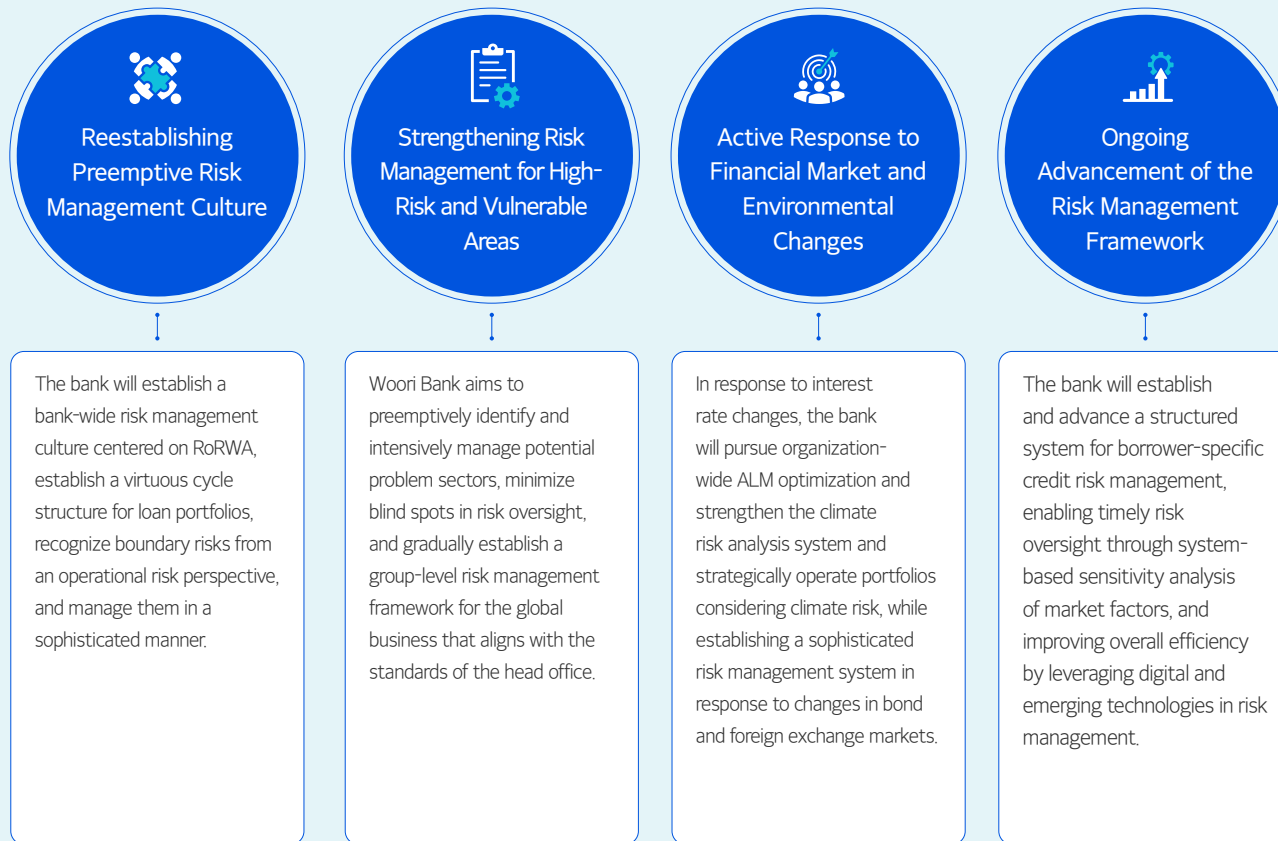 Reestablishing
Preemptive Risk
Management Culture
The bank will establish a
bank-wide risk management
culture centered on RoRWA,
establish a virtuous cycle
structure for loan portfolios,
recognize boundary risks from
an operational risk perspective,
and manage them in a
sophisticated manner.
Strengthening Risk
Management for High-
Risk and Vulnerable
Areas
Woori Bank aims to
preemptively identify and
intensively manage potential
problem sectors, minimize
blind spots in risk oversight,
and gradually establish a
group-level risk management
framework for the global
business that aligns with the
standards of the head office.
Active Response to
Financial Market and
Environmental
Changes
In response to interest
rate changes, the bank
will pursue organization-
wide ALM optimization and
strengthen the climate
risk analysis system and
strategically operate portfolios
considering climate risk, while
establishing a sophisticated
risk management system in
response to changes in bond
and foreign exchange markets.
Ongoing
Advancement of the
Risk Management
Framework
The bank will establish
and advance a structured
system for borrower-specific
credit risk management,
enabling timely risk
oversight through system-
based sensitivity analysis
of market factors, and
improving overall efficiency
by leveraging digital and
emerging technologies in risk
management.